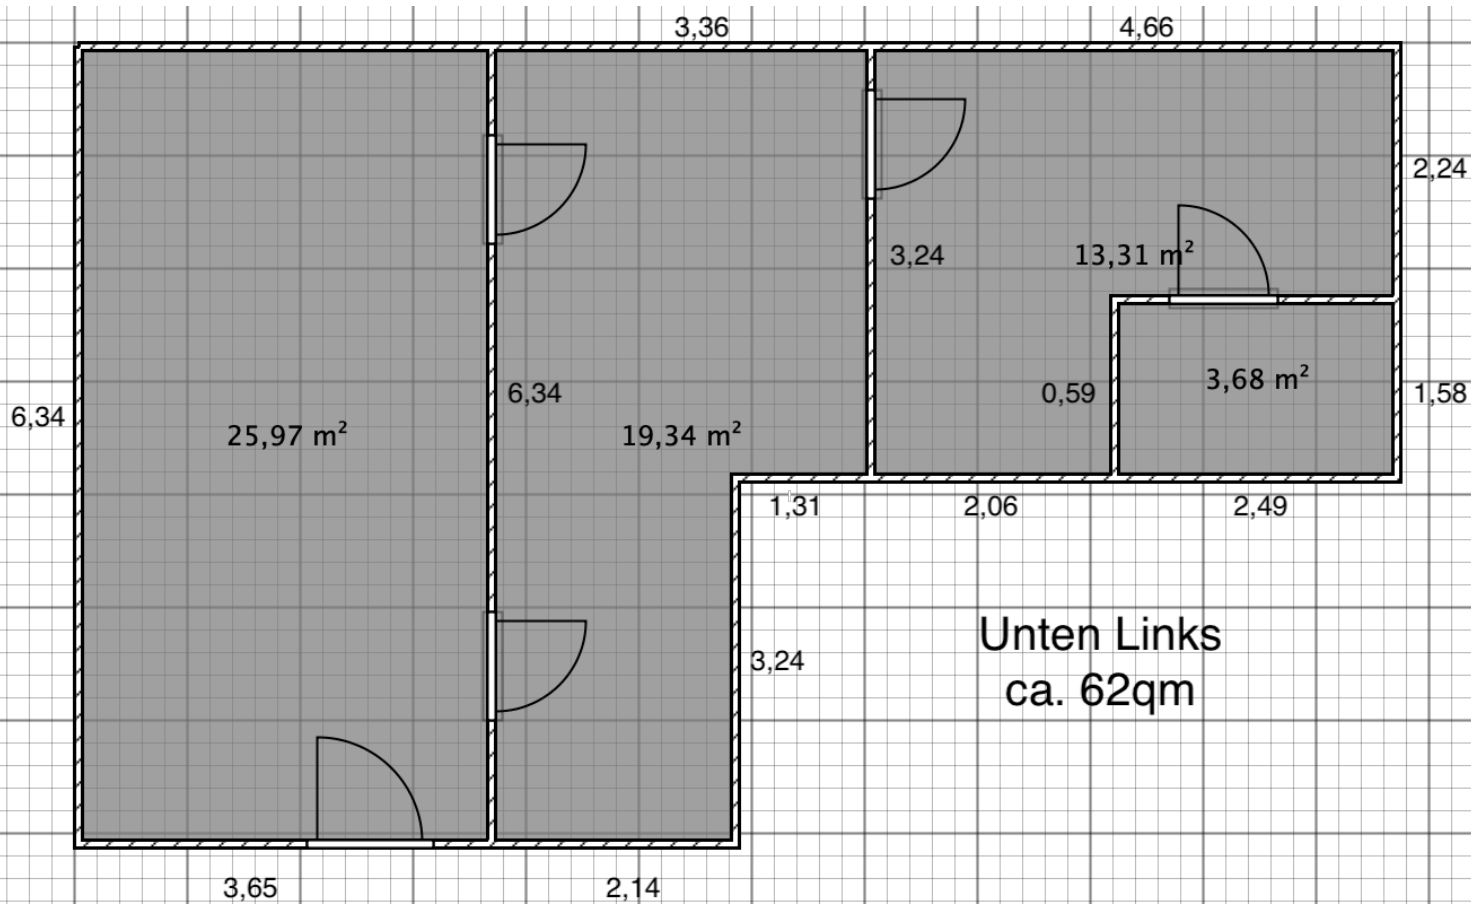 3,36
4,66
2,24
3,24
13,31 m²
3,68 m²
6,34
6,34
0,59
1,58
25,97 m²
19,34 m²
1,31
2,06
2,49
3,24
Unten Links
ca. 62qm
3,65
2,14